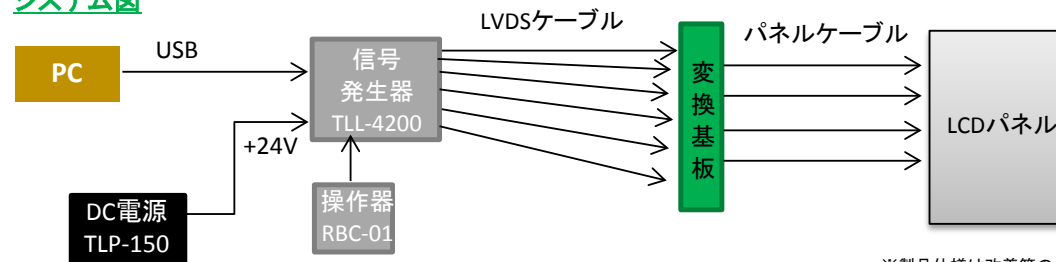 システム図
LVDSケーブル
パネルケーブル
USB
PC
信号
発生器
TLL-4200
変
換
基
板
LCDパネル
+24V
操作器
RBC-01
DC電源
TLP-150